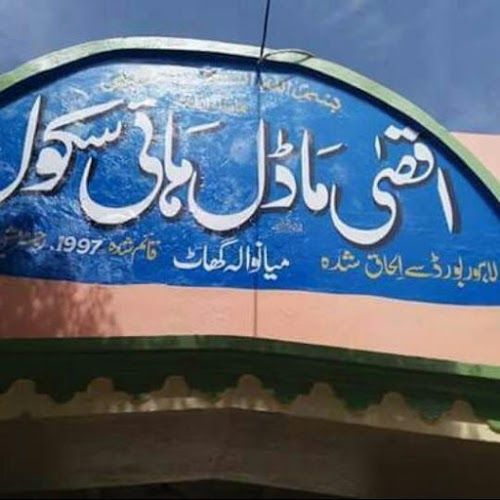 اقصیٰ ماڈل ہائی سکول
لاہور بورڈ سے الحاق شدہ میانوالہ گھاٹ قائم شدہ 1997ء